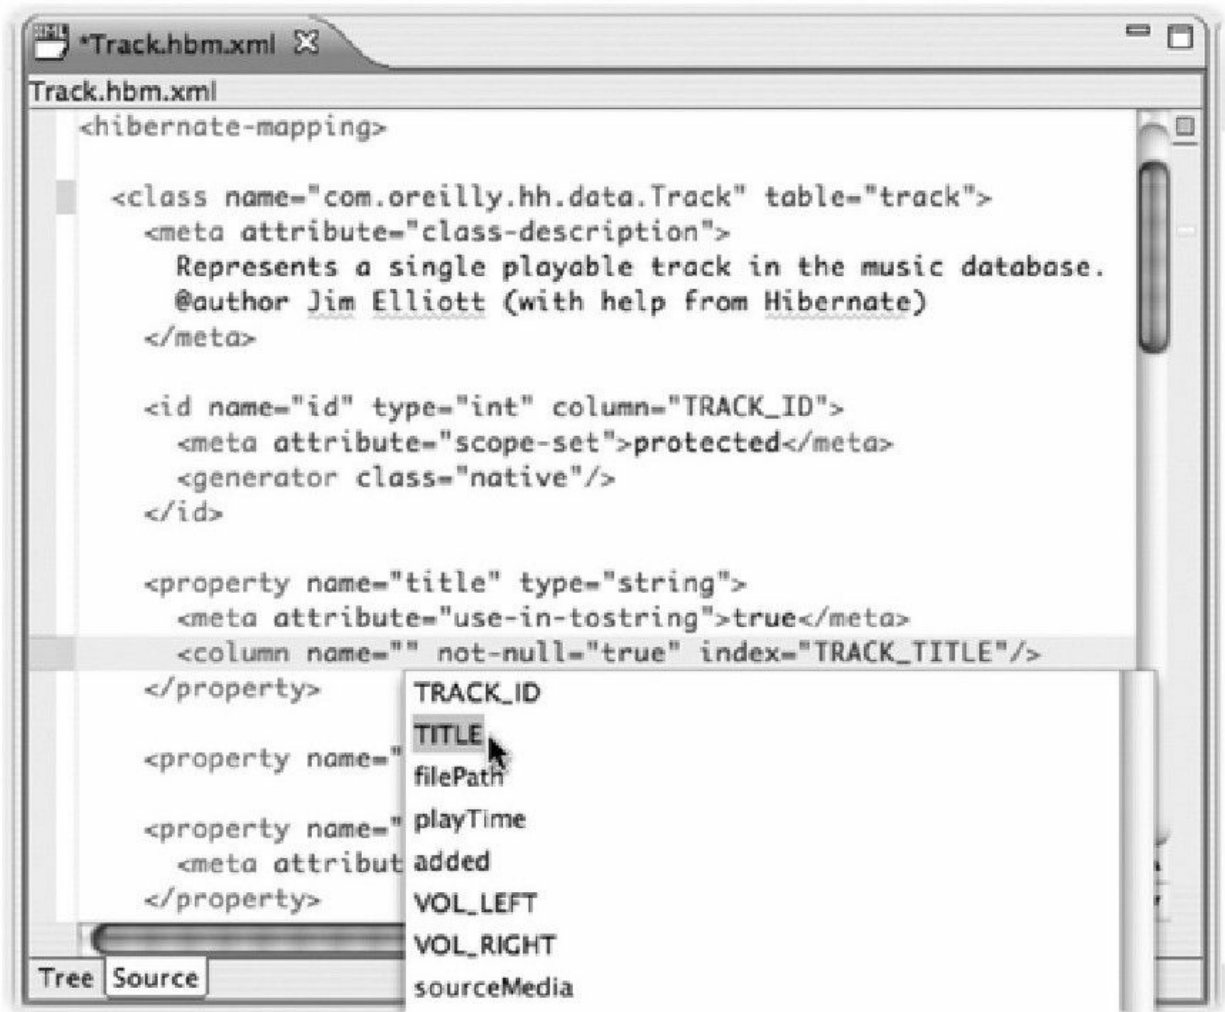 *Track.hbm.xml
Track.hbm.xml
<hibernate-mapping>
<class name="com.oreilly.hh.data.Track" table="track">
<meta attribute="class-description">
Represents a single playable track in the music database.
@author Jim Elliott (with help from Hibernate)
</meta>
<id name="id" type="int" column="TRACK_ID">
<meta attribute="scope-set">protected</meta>
<generator class="native"/>
</id>
<property name="title" type="string">
<meta attribute="use-in-tostring">true</meta>
<column name="" not-null="true" index="TRACK_TITLE"/>
</property>
<property name="
<property name="
<meta attribut
</property>
TRACK_ID
TITLE
filePath
playTime
added
VOL_LEFT
VOL_RIGHT
sourceMedia
Tree Source